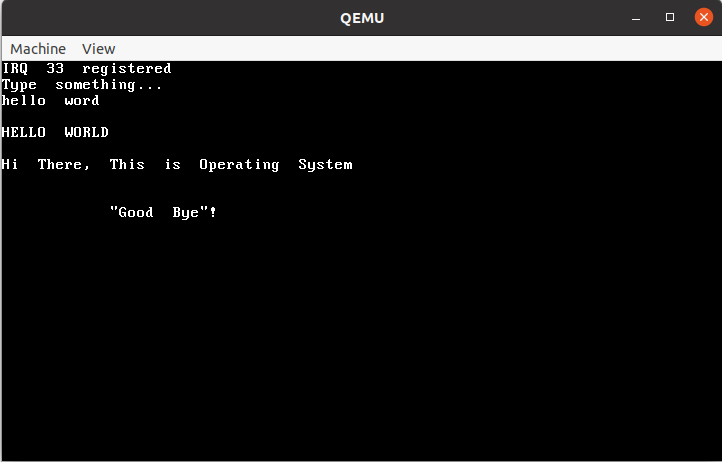 QEMU
Machine View
IRQ 33 registered
Type something...
hello word
HELLO WORLD
Hi There, This is Operating System
"Good Bye"!